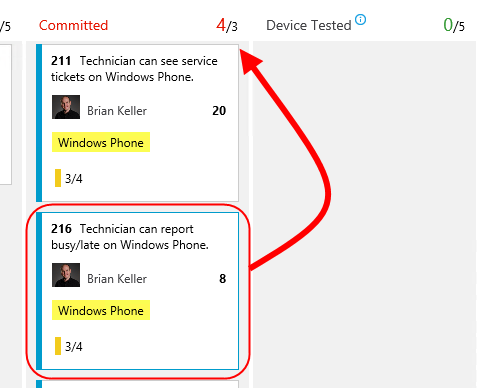 /5
Committed 4/3
Device Tested 0/5
211 Technician can see service
tickets on Windows Phone.
Brian Keller 20
Windows Phone
3/4
216 Technician can report
busy/late on Windows Phone.
Brian Keller 8
Windows Phone
3/4